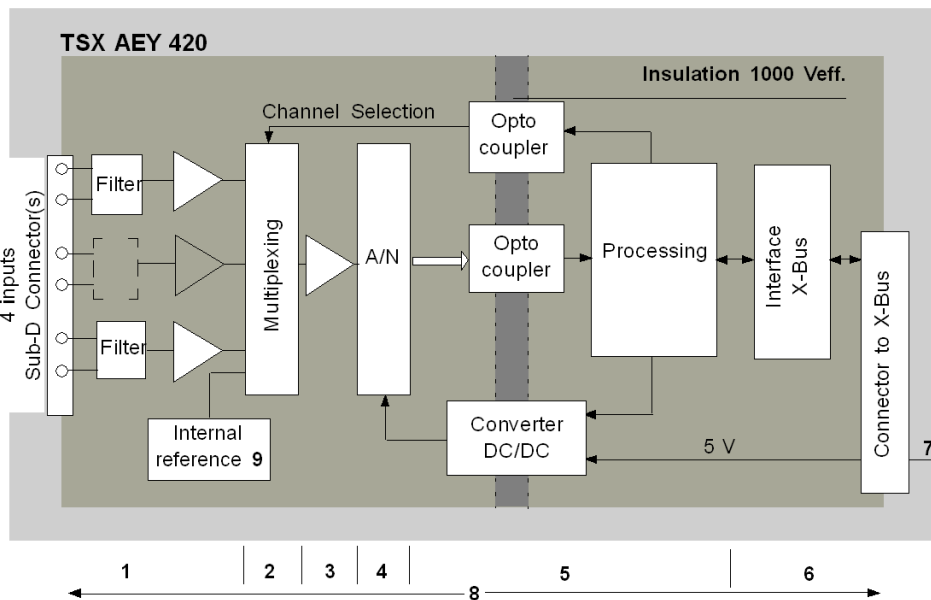 TSX AEY 420
Insulation 1000 Veff.
Channel Selection
Opto
coupler
Filter
Multiplexing
A/N
Opto
coupler
Processing
Interface
X-Bus
Connector to X-Bus
4 inputs
Sub-D Connector(s)
Filter
Internal
reference 9
Converter
DC/DC
5 V
7
1
2
3
4
5
6
8